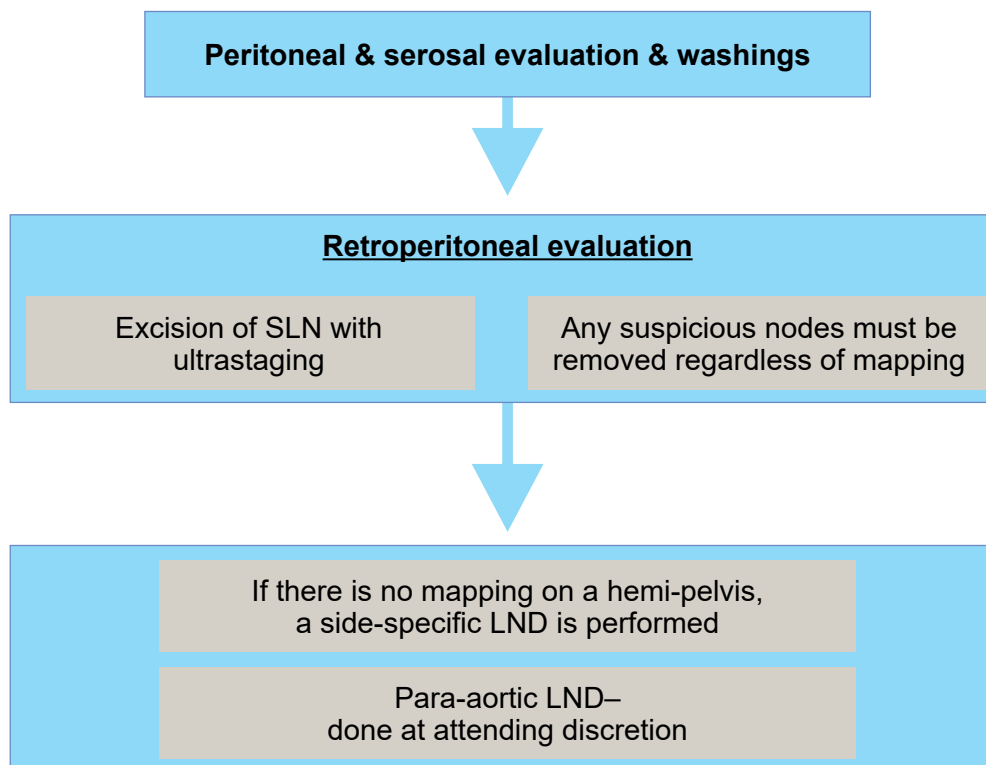 Peritoneal & serosal evaluation & washings
Retroperitoneal evaluation
Excision of SLN with
ultrastaging
Any suspicious nodes must be
removed regardless of mapping
If there is no mapping on a hemi-pelvis,
a side-specific LND is performed
Para-aortic LND–
done at attending discretion